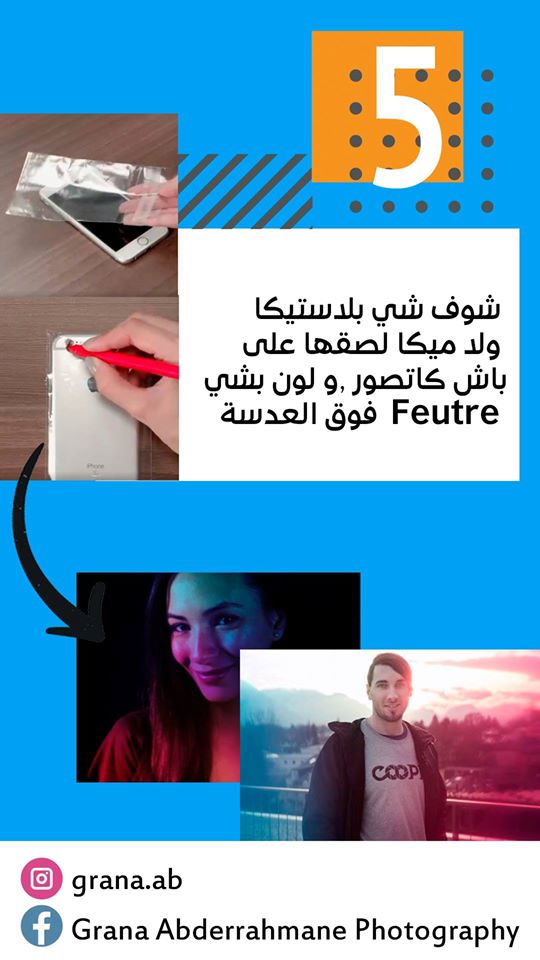 5
شوف شي بلاستيكا
ولا ميكا لصقها على
باش كاتصور ,و لون بشي
Feutre فوق العدسة
iPhone
COOP
grana.ab
Grana Abderrahmane Photography